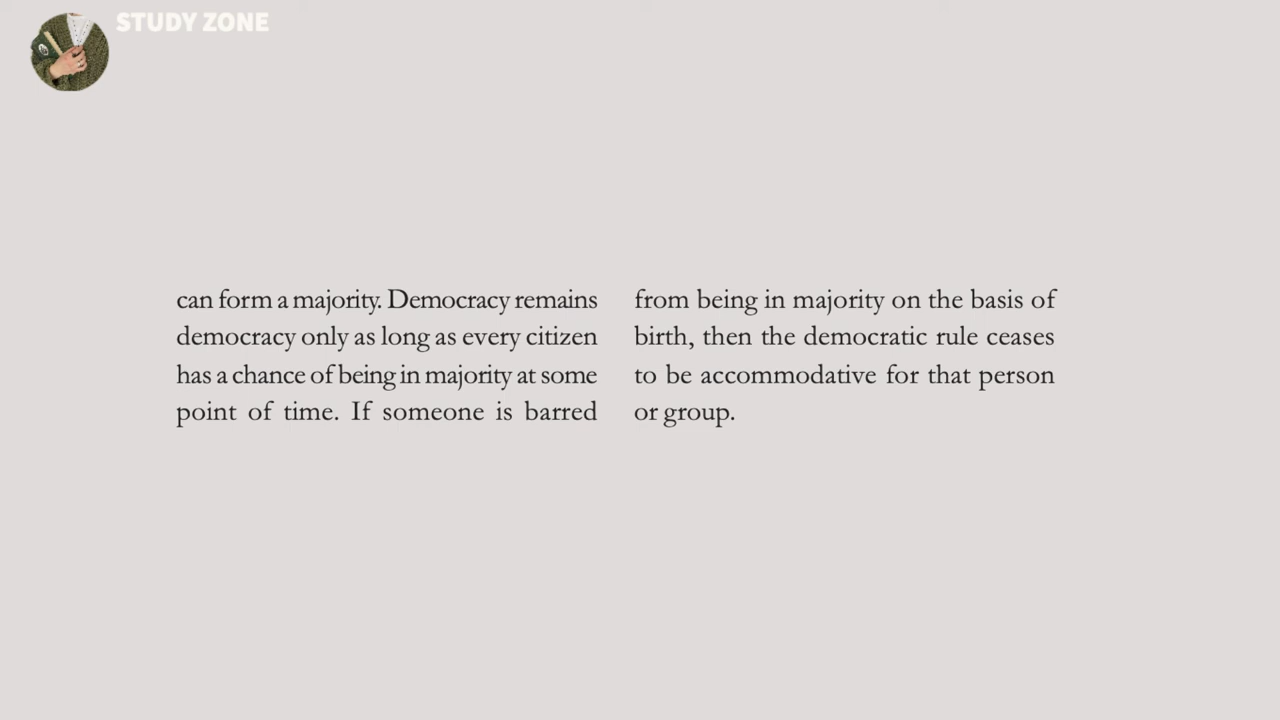 STUDY ZONE
can form a majority. Democracy remains
democracy only as long as every citizen
has a chance of being in majority at some
point of time. If someone is barred
from being in majority on the basis of
birth, then the democratic rule ceases
to be accommodative for that person
or group.